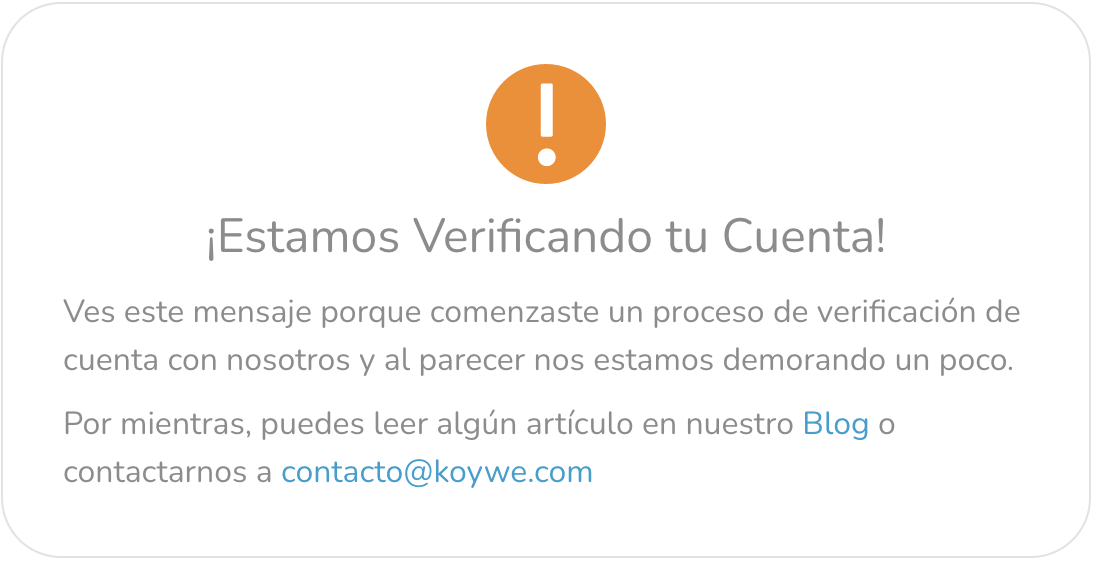 ¡Estamos Verificando tu Cuenta!
Ves este mensaje porque comenzaste un proceso de verificación de
cuenta con nosotros y al parecer nos estamos demorando un poco.
Por mientras, puedes leer algún artículo en nuestro Blog o
contactarnos a contacto@koywe.com